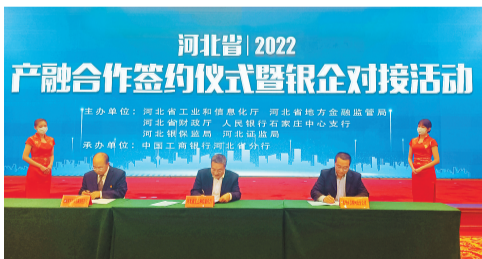 河北省 2022
产融合作签约仪式暨银企对接活动
主办单位：河北省工业和信息化厅 河北省地方金融监管局
河北省财政厅 人民银行石家庄中心支行
河北银保监局 河北证监局
承办单位：中国工商银行河北省分行